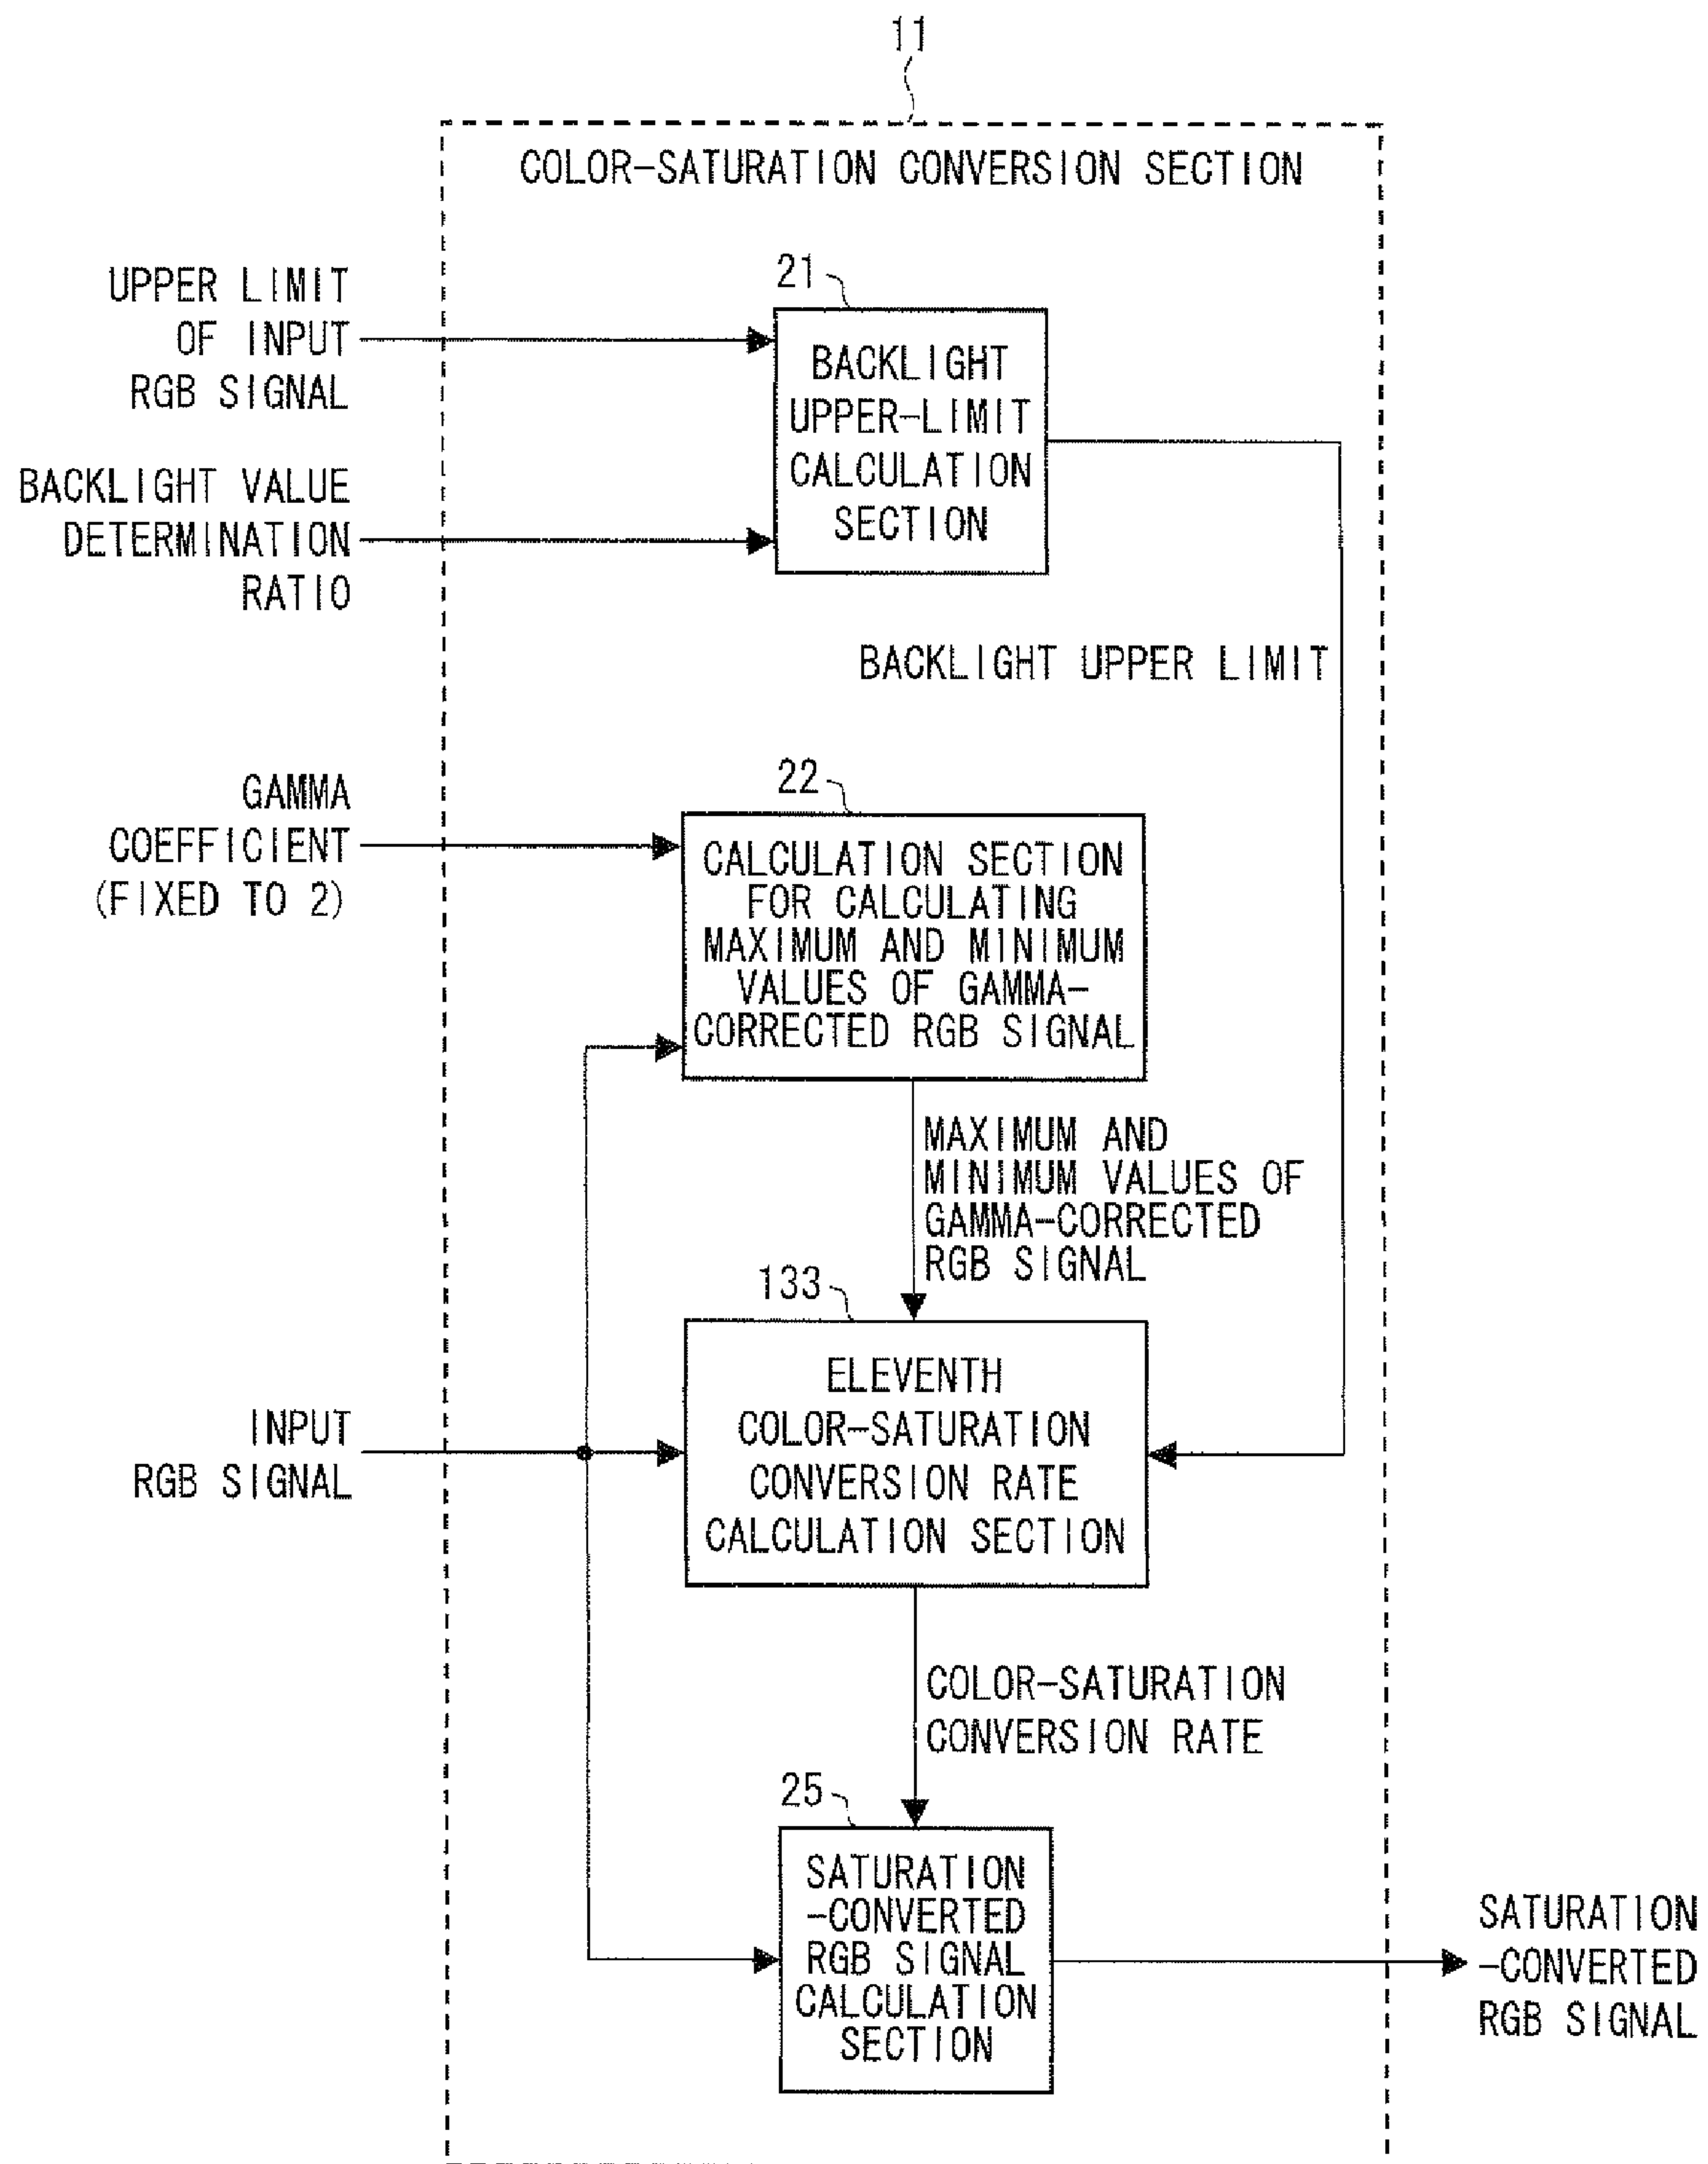 11
COLOR-SATURATION CONVERSION SECTION
UPPER LIMIT
OF INPUT
RGB SIGNAL
21
BACKLIGHT
UPPER-LIMIT
CALCULATION
SECTION
BACKLIGHT VALUE
DETERMINATION
RATIO
BACKLIGHT UPPER LIMIT
GAMMA
COEFFICIENT
(FIXED TO 2)
22
CALCULATION SECTION
FOR CALCULATING
MAXIMUM AND MINIMUM
VALUES OF GAMMA-
CORRECTED RGB SIGNAL
MAXIMUM AND
MINIMUM VALUES OF
GAMMA-CORRECTED
RGB SIGNAL
133
ELEVENTH
COLOR-SATURATION
CONVERSION RATE
CALCULATION SECTION
INPUT
RGB SIGNAL
COLOR-SATURATION
CONVERSION RATE
25
SATURATION
-CONVERTED
RGB SIGNAL
CALCULATION
SECTION
SATURATION
-CONVERTED
RGB SIGNAL